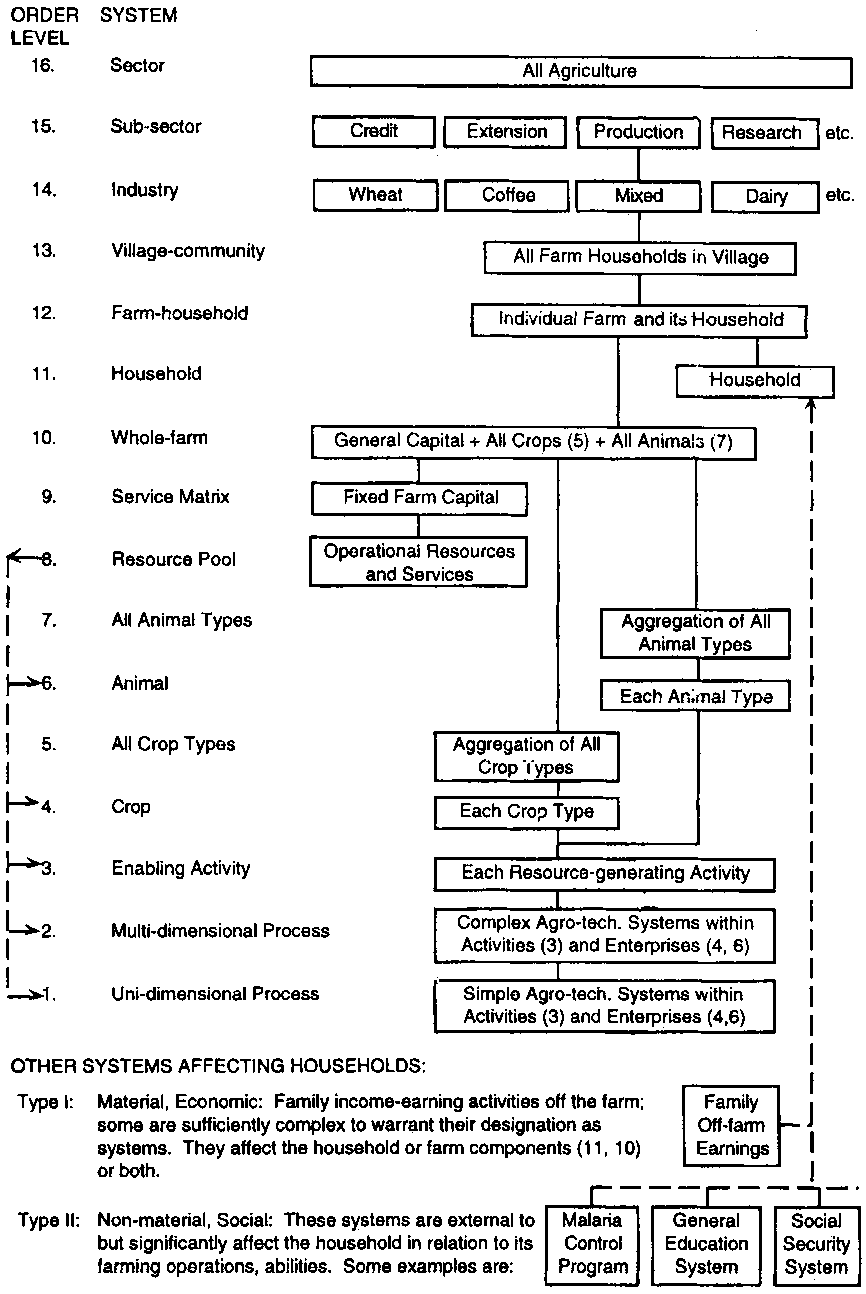 ORDER SYSTEM
LEVEL
16. Sector All Agriculture
15. Sub-sector Credit Extension Production Research etc.
14. Industry Wheat Coffee Mixed Dairy etc.
13. Village-community All Farm Households in Village
12. Farm-household Individual Farm and its Household
11. Household Household
10. Whole-farm General Capital + All Crops (5) + All Animals (7)
9. Service Matrix Fixed Farm Capital
8. Resource Pool Operational Resources
and Services
7. All Animal Types Aggregation of All
Animal Types
6. Animal Each Animal Type
5. All Crop Types Aggregation of All
Crop Types
4. Crop Each Crop Type
3. Enabling Activity Each Resource-generating Activity
2. Multi-dimensional Process Complex Agro-tech. Systems within
Activities (3) and Enterprises (4, 6)
1. Uni-dimensional Process Simple Agro-tech. Systems within
Activities (3) and Enterprises (4,6)
OTHER SYSTEMS AFFECTING HOUSEHOLDS:
Type I: Material, Economic: Family income-earning activities off the farm;
some are sufficiently complex to warrant their designation as
systems. They affect the household or farm components (11, 10)
or both.
Family
Off-farm
Earnings
Type II: Non-material, Social: These systems are external to
but significantly affect the household in relation to its
farming operations, abilities. Some examples are:
Malaria
Control
Program
General
Education
System
Social
Security
System